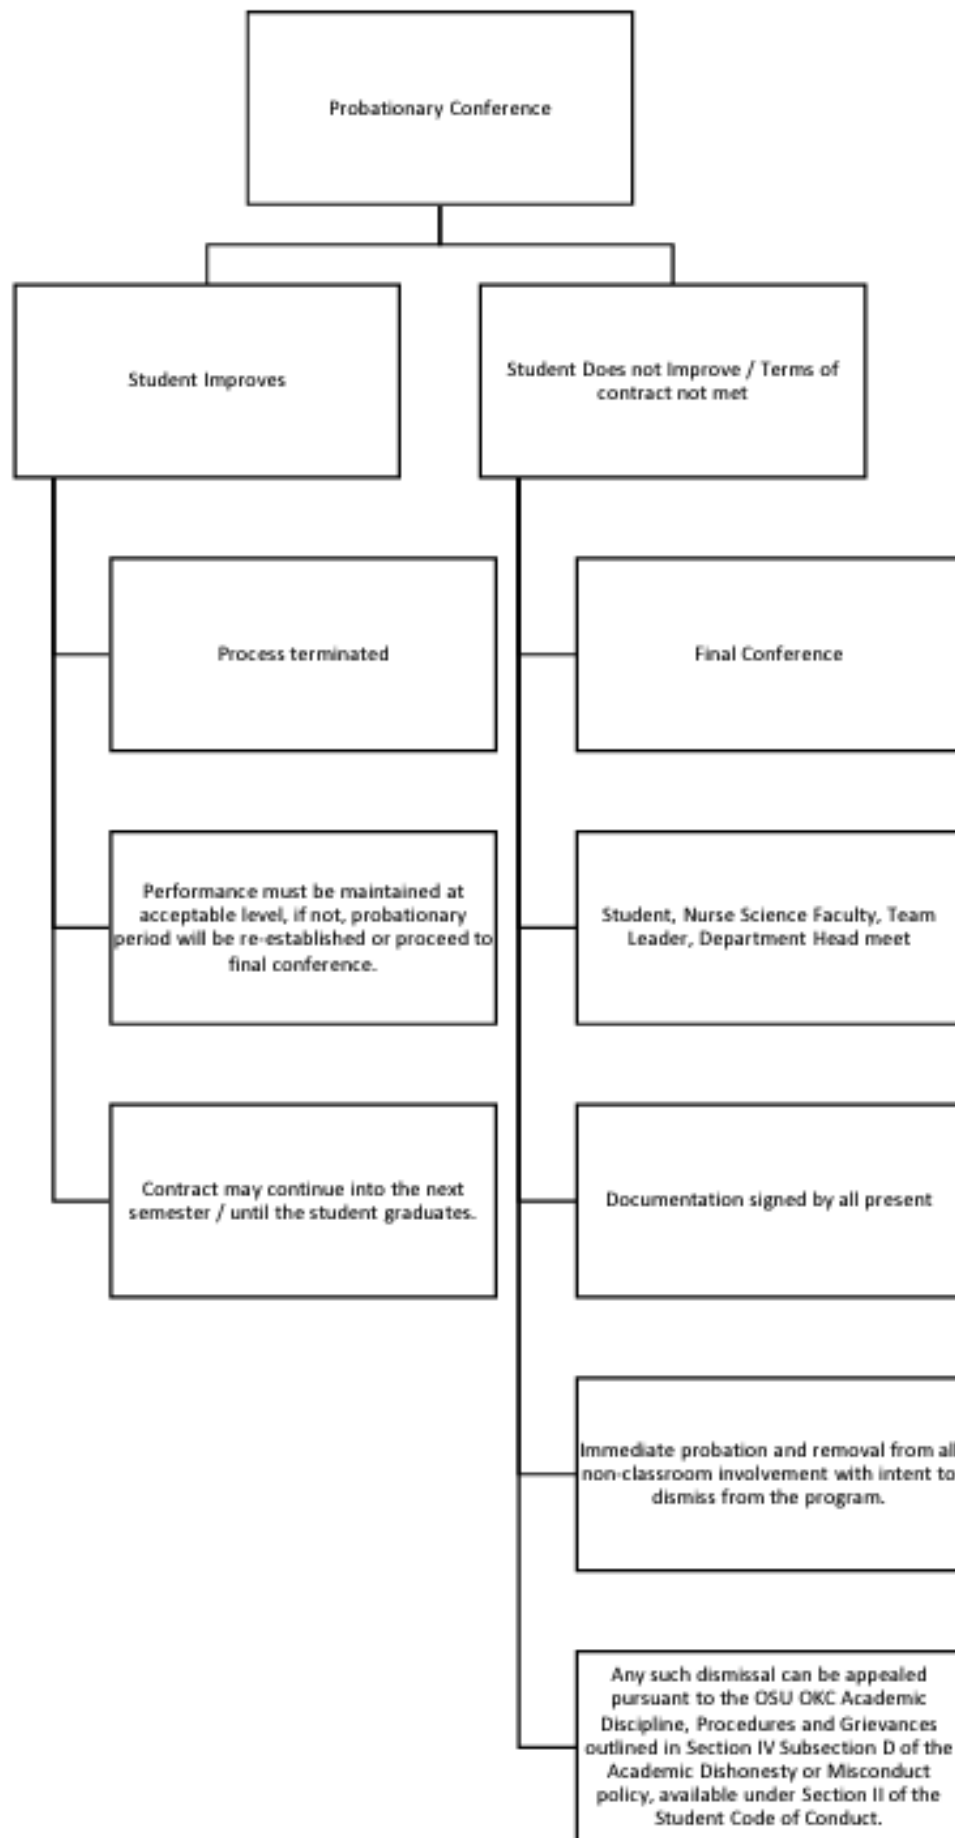 Probationary Conference
Student Improves
Student Does not Improve / Terms of
contract not met
Process terminated
Final Conference
Performance must be maintained at
acceptable level, if not, probationary
period will be re-established or proceed to
final conference.
Student, Nurse Science Faculty, Team
Leader, Department Head meet
Contract may continue into the next
semester / until the student graduates.
Documentation signed by all present
Immediate probation and removal from all
non-classroom involvement with intent to
dismiss from the program.
Any such dismissal can be appealed
pursuant to the OSU OKC Academic
Discipline, Procedures and Grievances
outlined in Section IV Subsection D of the
Academic Dishonesty or Misconduct
policy, available under Section II of the
Student Code of Conduct.